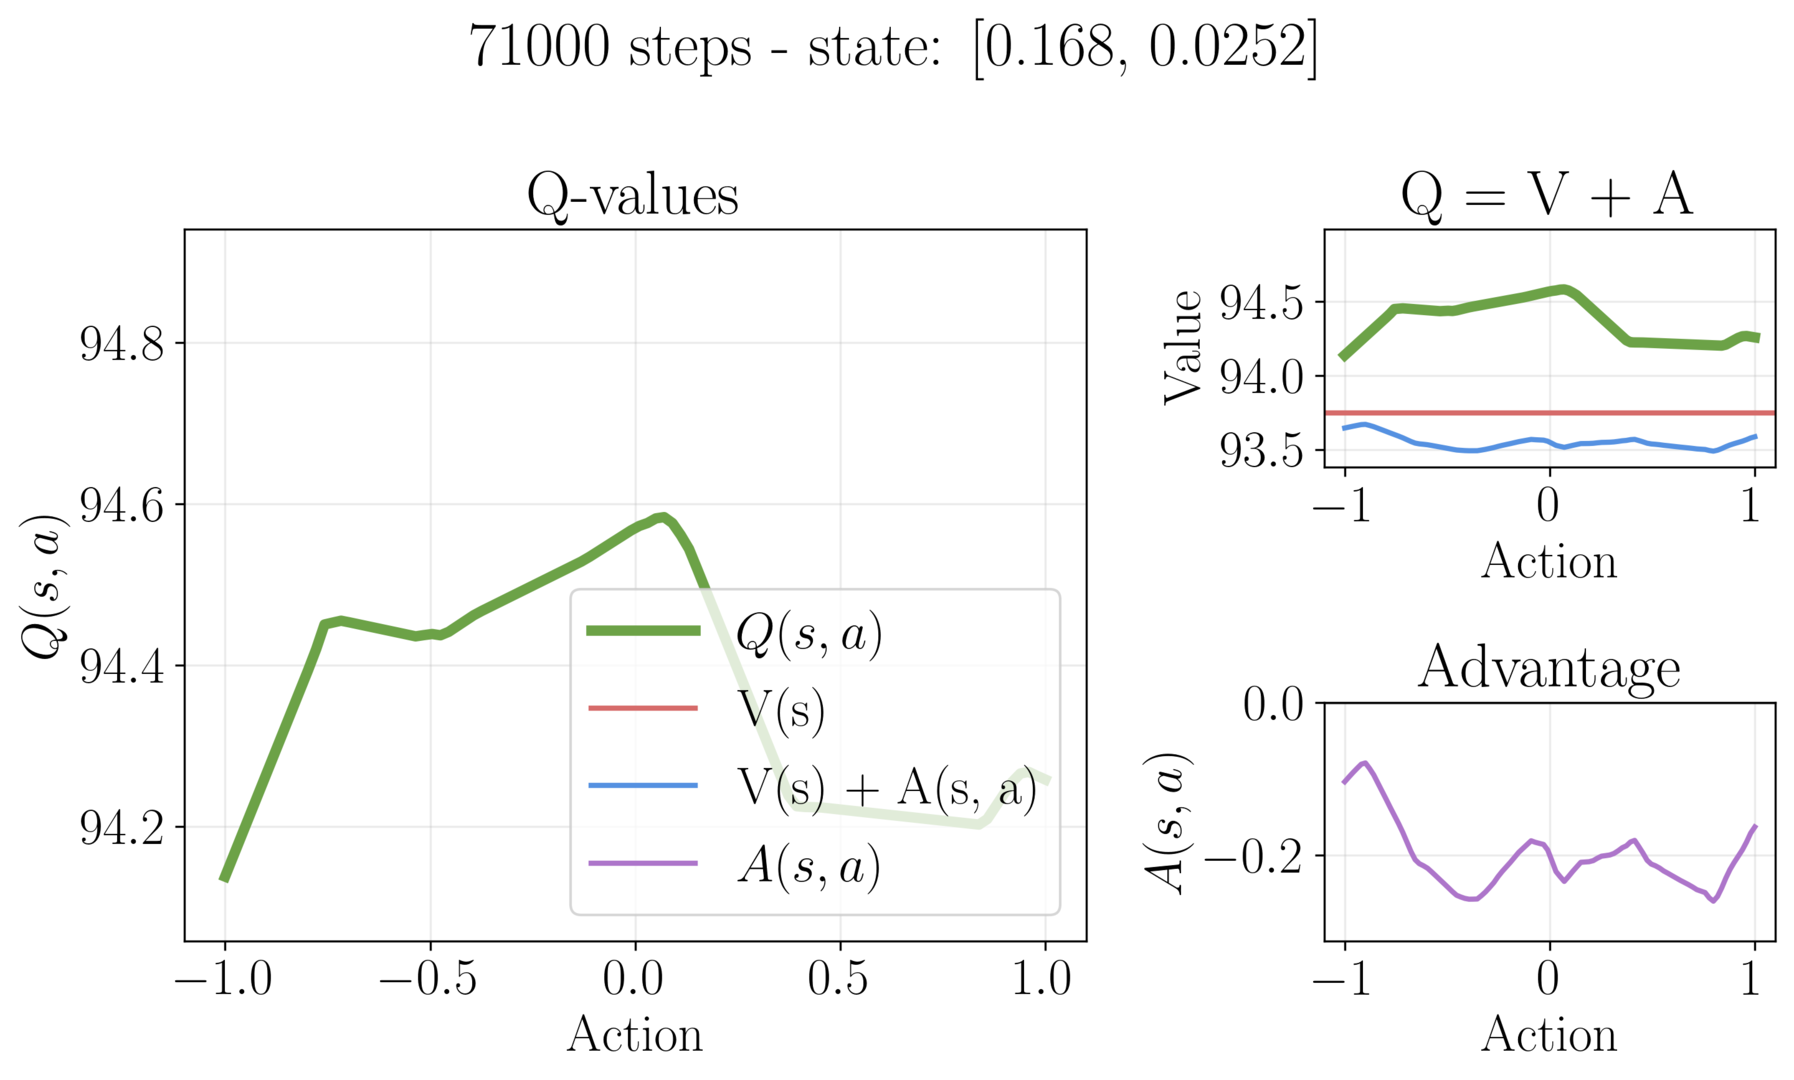 71000 steps - state: [0.168, 0.0252]
Q-values
Q(s, a)
94.8
94.6
94.4
94.2
−1.0 −0.5 0.0 0.5 1.0
Action
Q(s, a)
V(s)
V(s) + A(s, a)
A(s, a)
Q = V + A
Value
94.5
94.0
93.5
−1 0 1
Action
Advantage
A(s, a)
0.0
−0.2
−1 0 1
Action